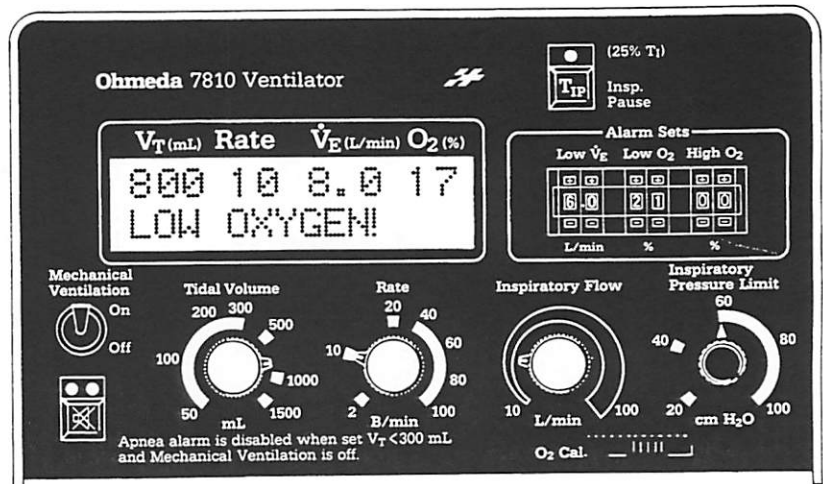 (25% TI)
Ohmeda 7810 Ventilator
TIP
Insp.
Pause
VT (mL) Rate V̇E (L/min) O2 (%)
800 10 8.0 17
LOW OXYGEN!
Alarm Sets
Low V̇E Low O2 High O2
6.0 21 00
L/min % %
Mechanical
Ventilation
On
Off
Tidal Volume
50 100 200 300 500 1000 1500
mL
Rate
2 10 20 40 60 80 100
B/min
Inspiratory Flow
10 100
L/min
Inspiratory
Pressure Limit
20 40 60 80 100
cm H2O
Apnea alarm is disabled when set VT<300 mL
and Mechanical Ventilation is off.
O2 Cal.